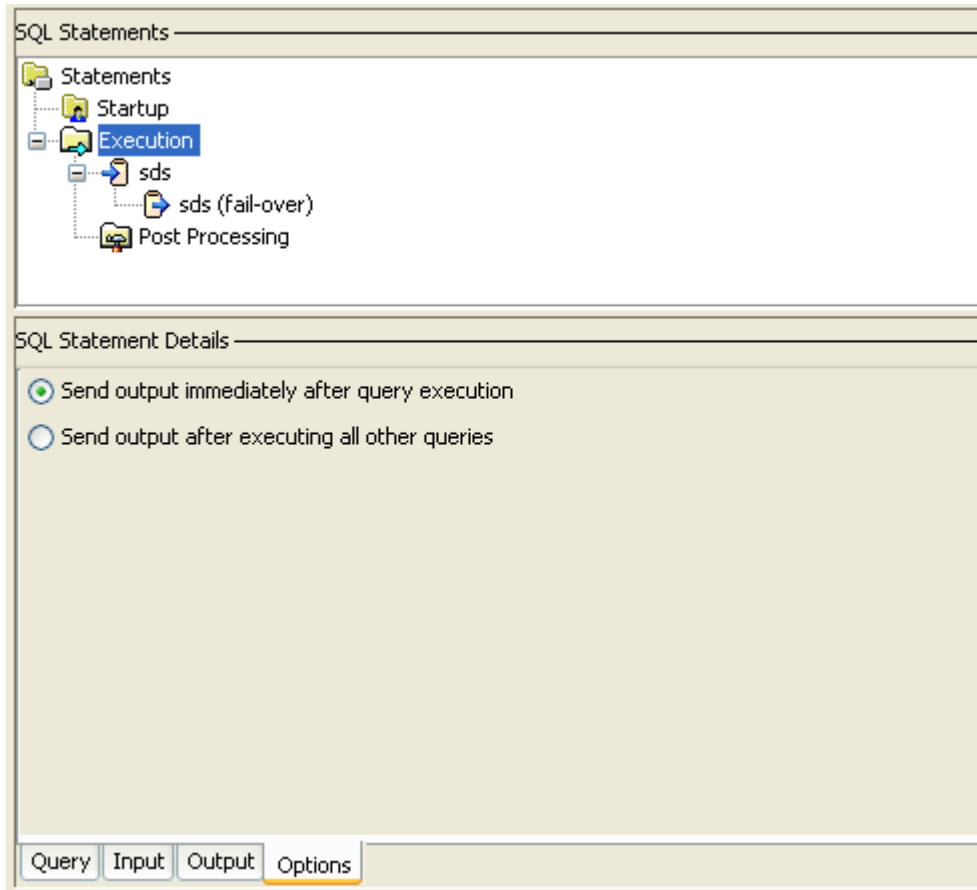 SQL Statements
Statements
Startup
Execution
sds
sds (fail-over)
Post Processing
SQL Statement Details
Send output immediately after query execution
Send output after executing all other queries
Query Input Output Options